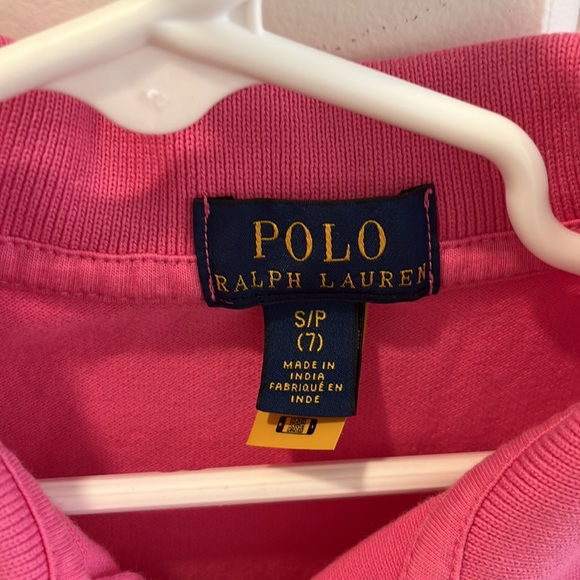 POLO
RALPH LAUREN
S/P
(7)
MADE IN
INDIA
FABRIQUÉ EN
INDE